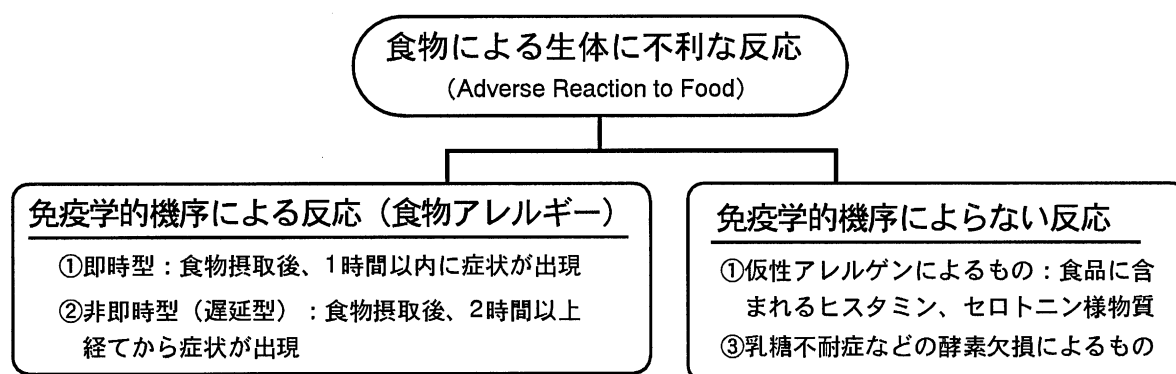 食物による生体に不利な反応
（Adverse Reaction to Food）
免疫学的機序による反応（食物アレルギー）
①即時型：食物摂取後、1時間以内に症状が出現
②非即時型（遅延型）：食物摂取後、2時間以上
経てから症状が出現
免疫学的機序によらない反応
①仮性アレルゲンによるもの：食品に含
まれるヒスタミン、セロトニン様物質
③乳糖不耐症などの酵素欠損によるもの